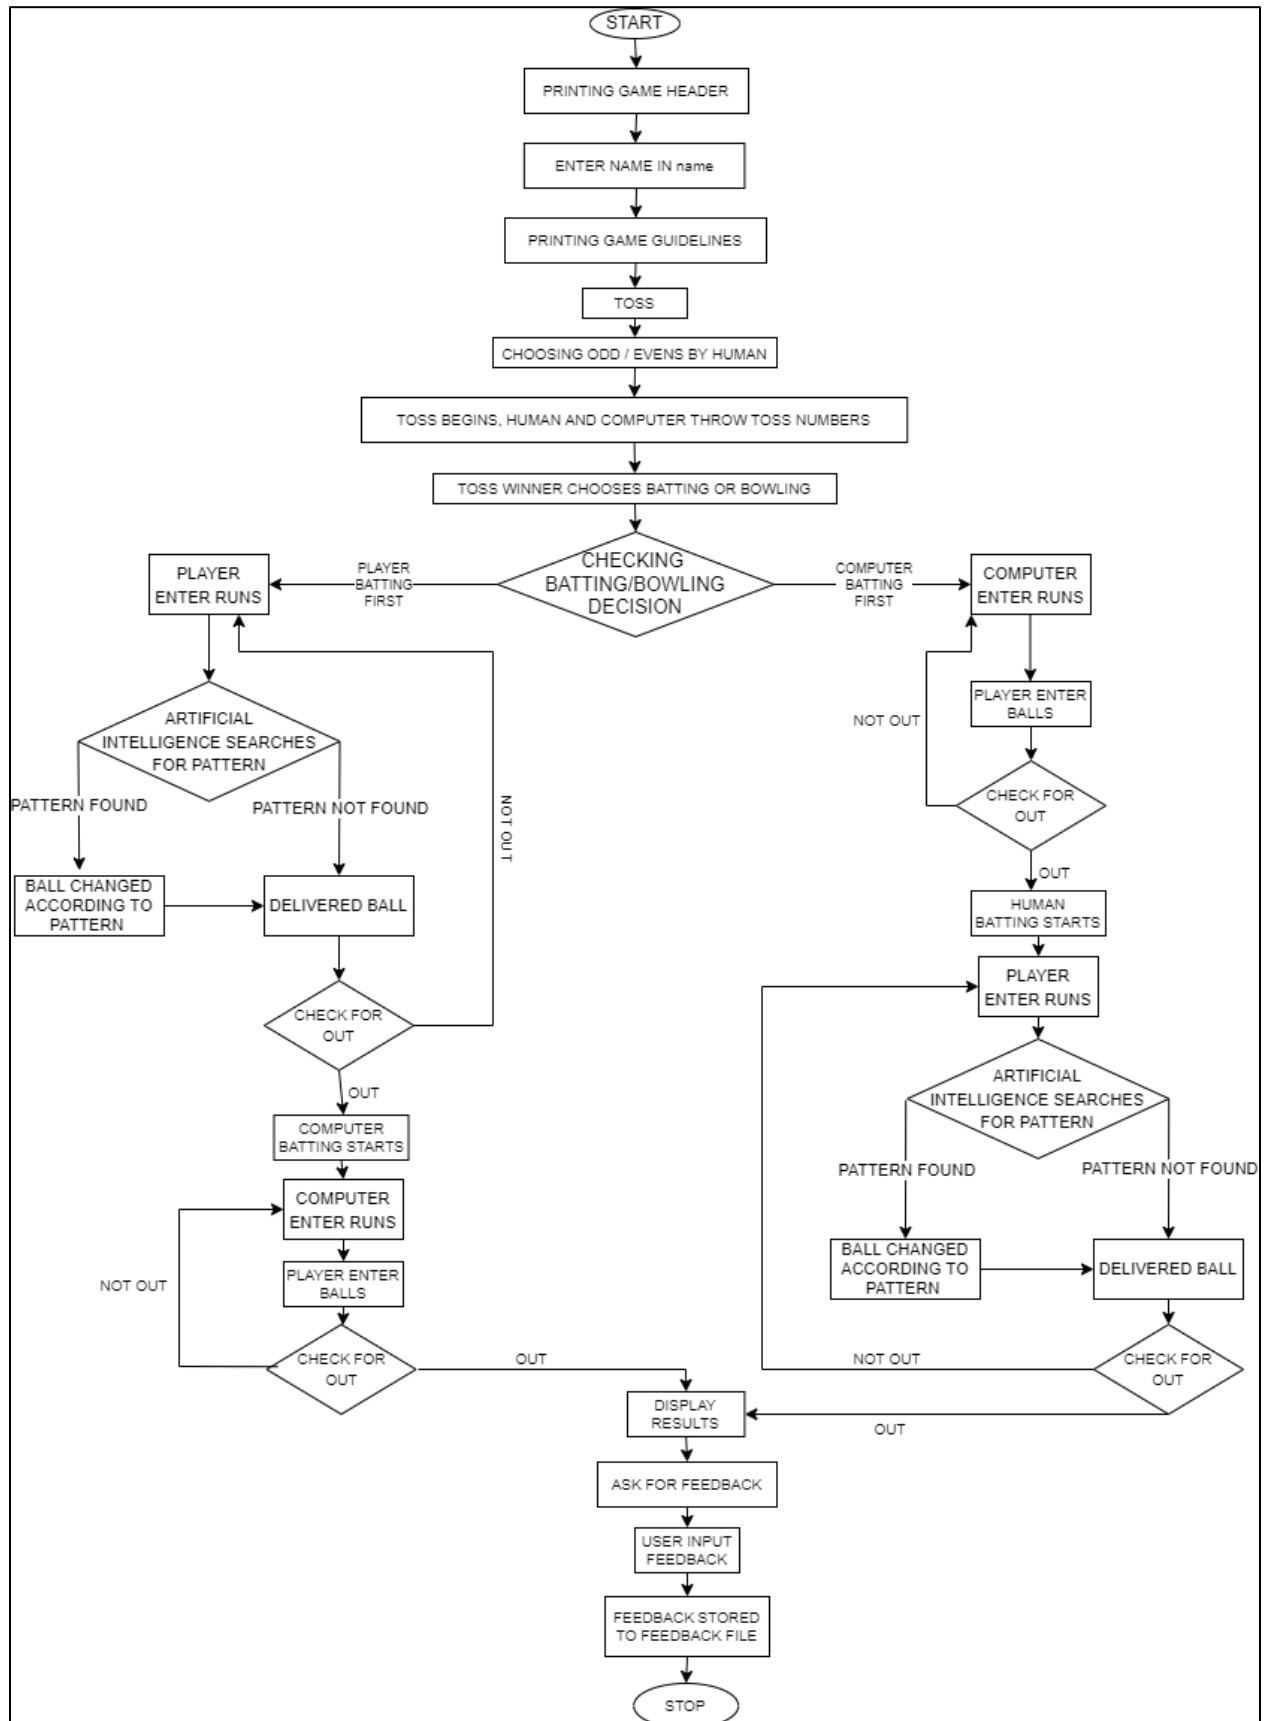 START
PRINTING GAME HEADER
ENTER NAME IN name
PRINTING GAME GUIDELINES
TOSS
CHOOSING ODD / EVENS BY HUMAN
TOSS BEGINS, HUMAN AND COMPUTER THROW TOSS NUMBERS
TOSS WINNER CHOOSES BATTING OR BOWLING
CHECKING
BATTING/BOWLING
DECISION
PLAYER
BATTING
FIRST
PLAYER
ENTER RUNS
ARTIFICIAL
INTELLIGENCE SEARCHES
FOR PATTERN
PATTERN FOUND
PATTERN NOT FOUND
BALL CHANGED
ACCORDING TO
PATTERN
DELIVERED BALL
CHECK FOR
OUT
NOT OUT
OUT
COMPUTER
BATTING STARTS
COMPUTER
ENTER RUNS
PLAYER ENTER
BALLS
NOT OUT
CHECK FOR
OUT
OUT
COMPUTER
BATTING
FIRST
COMPUTER
ENTER RUNS
PLAYER ENTER
BALLS
NOT OUT
CHECK FOR
OUT
OUT
HUMAN
BATTING STARTS
PLAYER
ENTER RUNS
ARTIFICIAL
INTELLIGENCE SEARCHES
FOR PATTERN
PATTERN FOUND
PATTERN NOT FOUND
BALL CHANGED
ACCORDING TO
PATTERN
DELIVERED BALL
NOT OUT
CHECK FOR
OUT
OUT
DISPLAY
RESULTS
ASK FOR FEEDBACK
USER INPUT
FEEDBACK
FEEDBACK STORED
TO FEEDBACK FILE
STOP